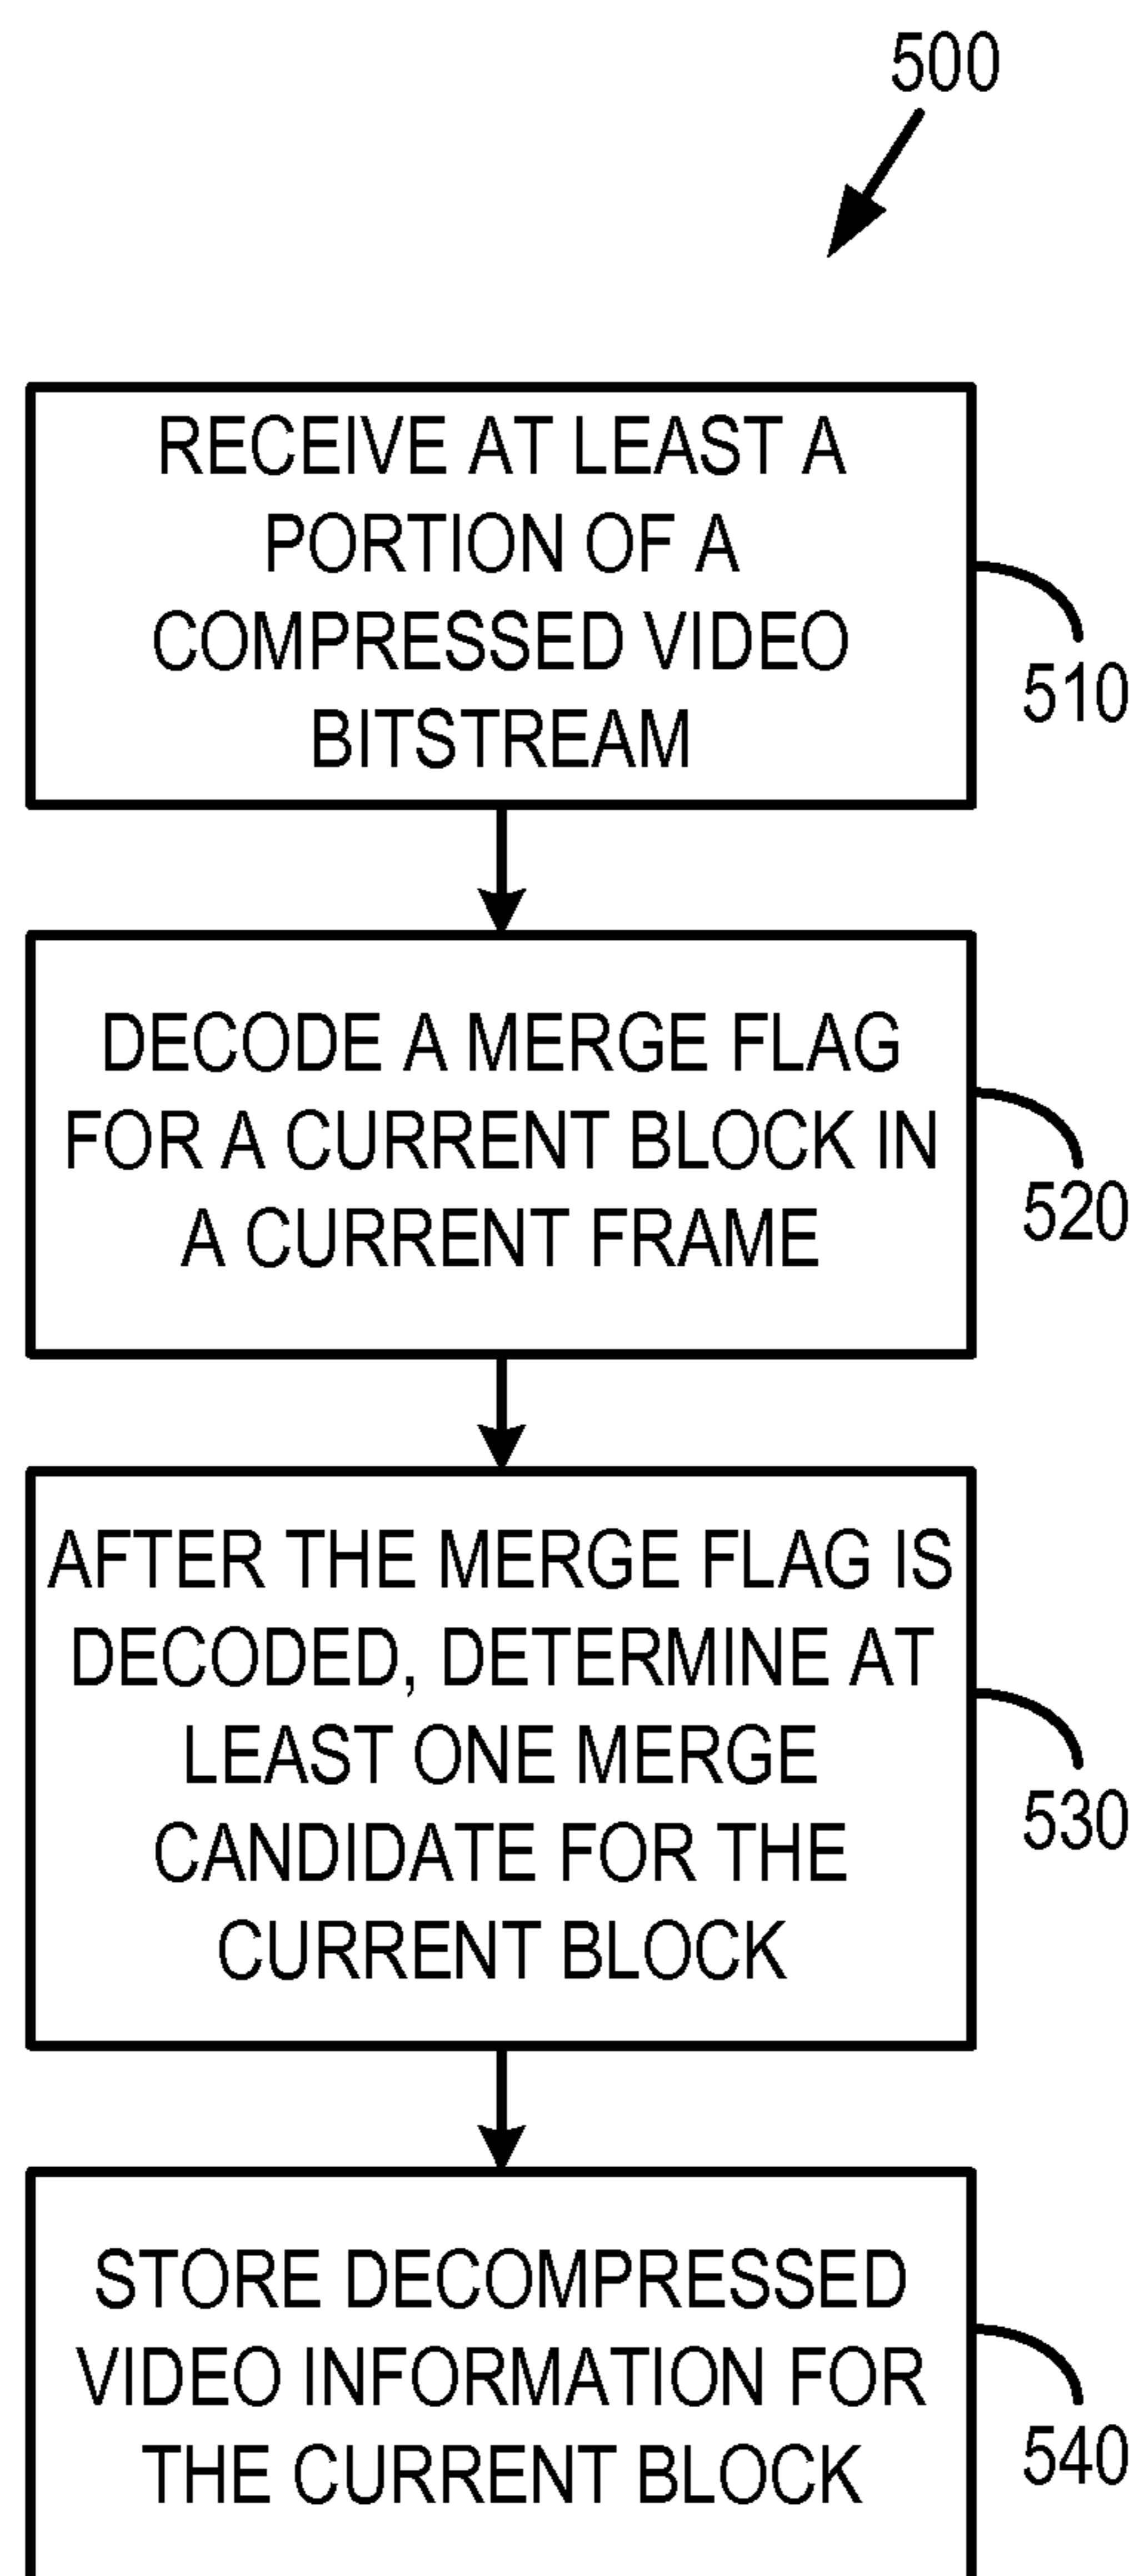 500
RECEIVE AT LEAST A
PORTION OF A
COMPRESSED VIDEO
BITSTREAM
510
DECODE A MERGE FLAG
FOR A CURRENT BLOCK IN
A CURRENT FRAME
520
AFTER THE MERGE FLAG IS
DECODED, DETERMINE AT
LEAST ONE MERGE
CANDIDATE FOR THE
CURRENT BLOCK
530
STORE DECOMPRESSED
VIDEO INFORMATION FOR
THE CURRENT BLOCK
540